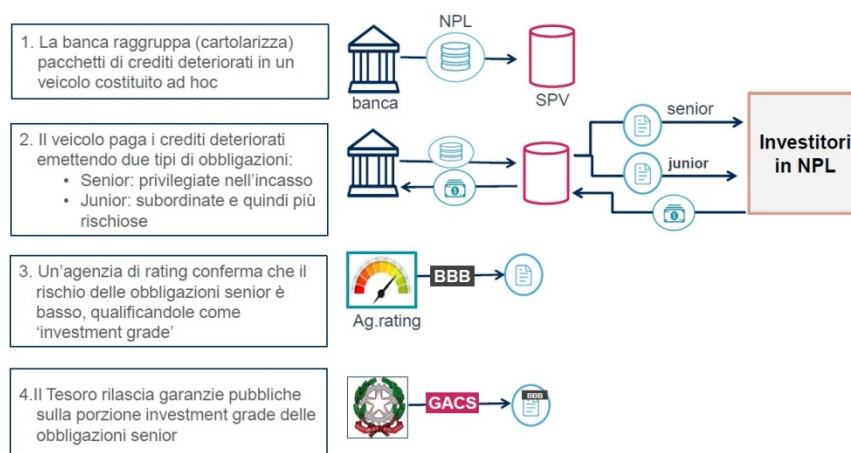 1. La banca raggruppa (cartolarizza)
pacchetti di crediti deteriorati in un
veicolo costituito ad hoc
NPL
banca
SPV
2. Il veicolo paga i crediti deteriorati
emettendo due tipi di obbligazioni:
• Senior: privilegiate nell'incasso
• Junior: subordinate e quindi più
rischiose
senior
junior
Investitori
in NPL
3. Un'agenzia di rating conferma che il
rischio delle obbligazioni senior è
basso, qualificandole come
'investment grade'
BBB
Ag.rating
4.Il Tesoro rilascia garanzie pubbliche
sulla porzione investment grade delle
obbligazioni senior
GACS
BBB